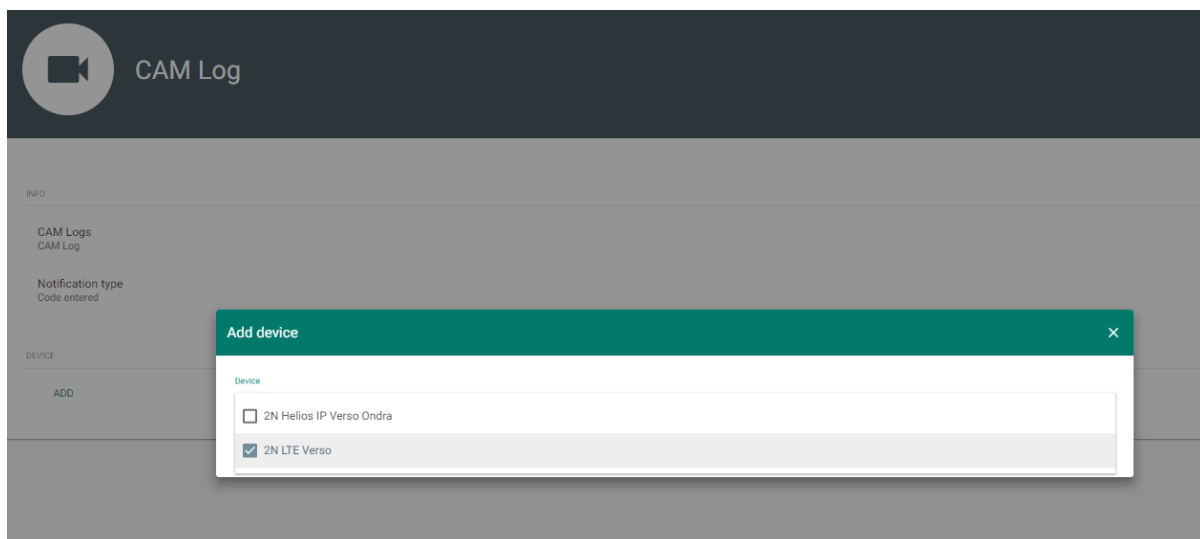 CAM Log
INFO
CAM Logs
CAM Log
Notification type
Code entered
Add device
DEVICE
ADD
Device
2N Helios IP Verso Ondra
2N LTE Verso